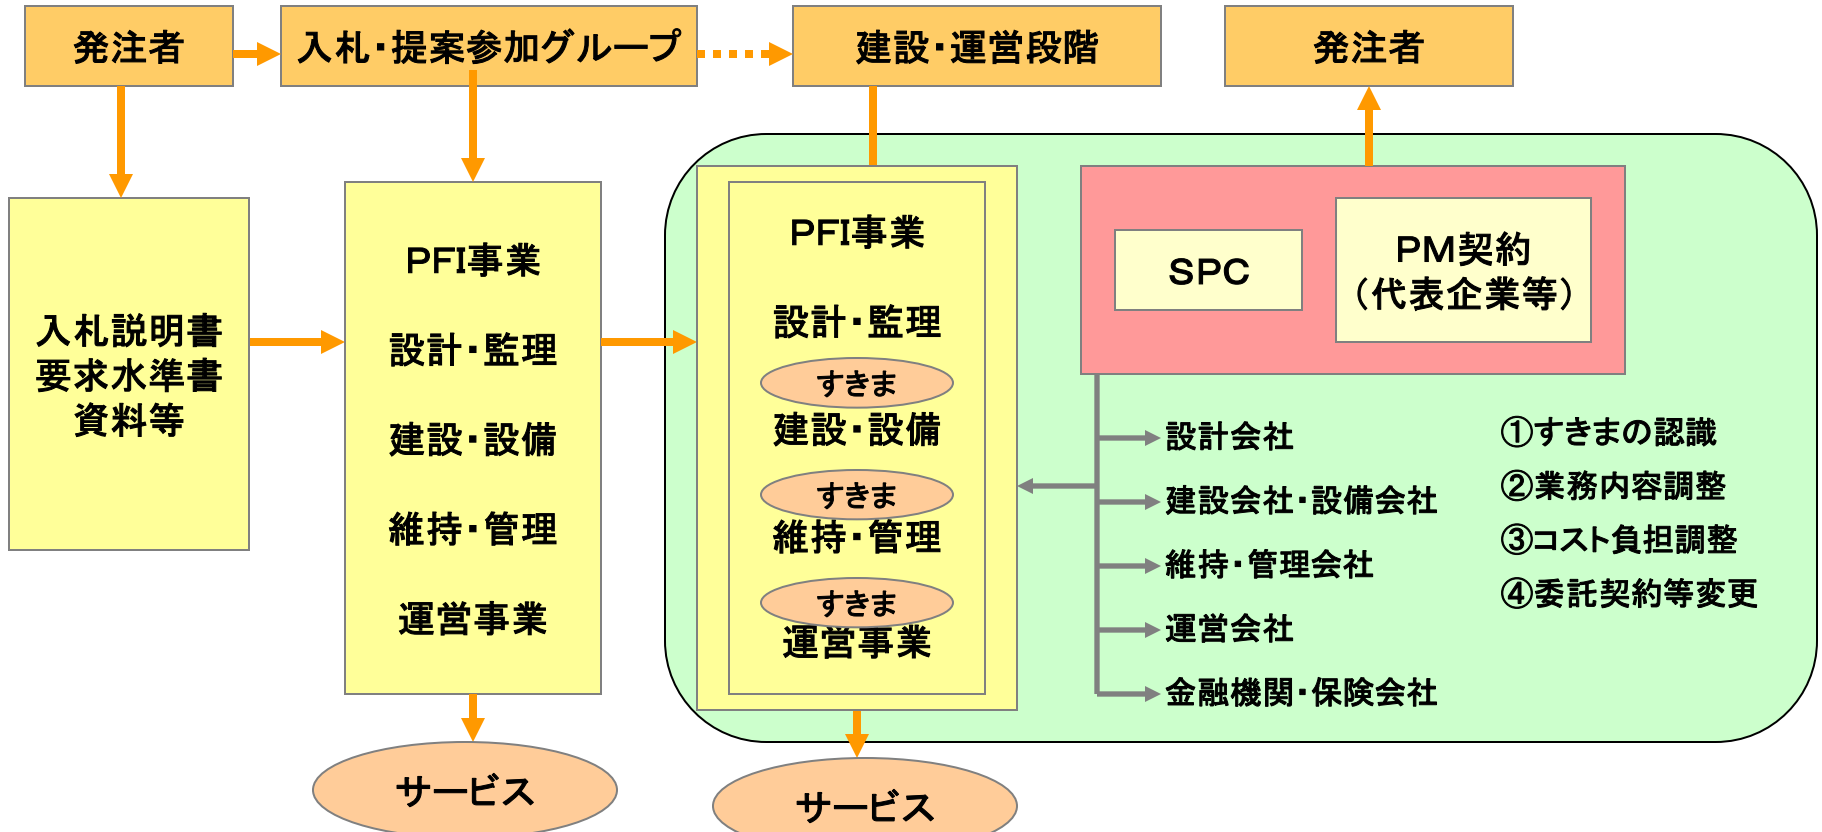 発注者
入札・提案参加グループ
建設・運営段階
発注者
入札説明書
要求水準書
資料等
PFI事業
設計・監理
建設・設備
維持・管理
運営事業
サービス
PFI事業
設計・監理
すきま
建設・設備
すきま
維持・管理
すきま
運営事業
サービス
SPC
PM契約
（代表企業等）
設計会社
建設会社・設備会社
維持・管理会社
運営会社
金融機関・保険会社
①すきまの認識
②業務内容調整
③コスト負担調整
④委託契約等変更